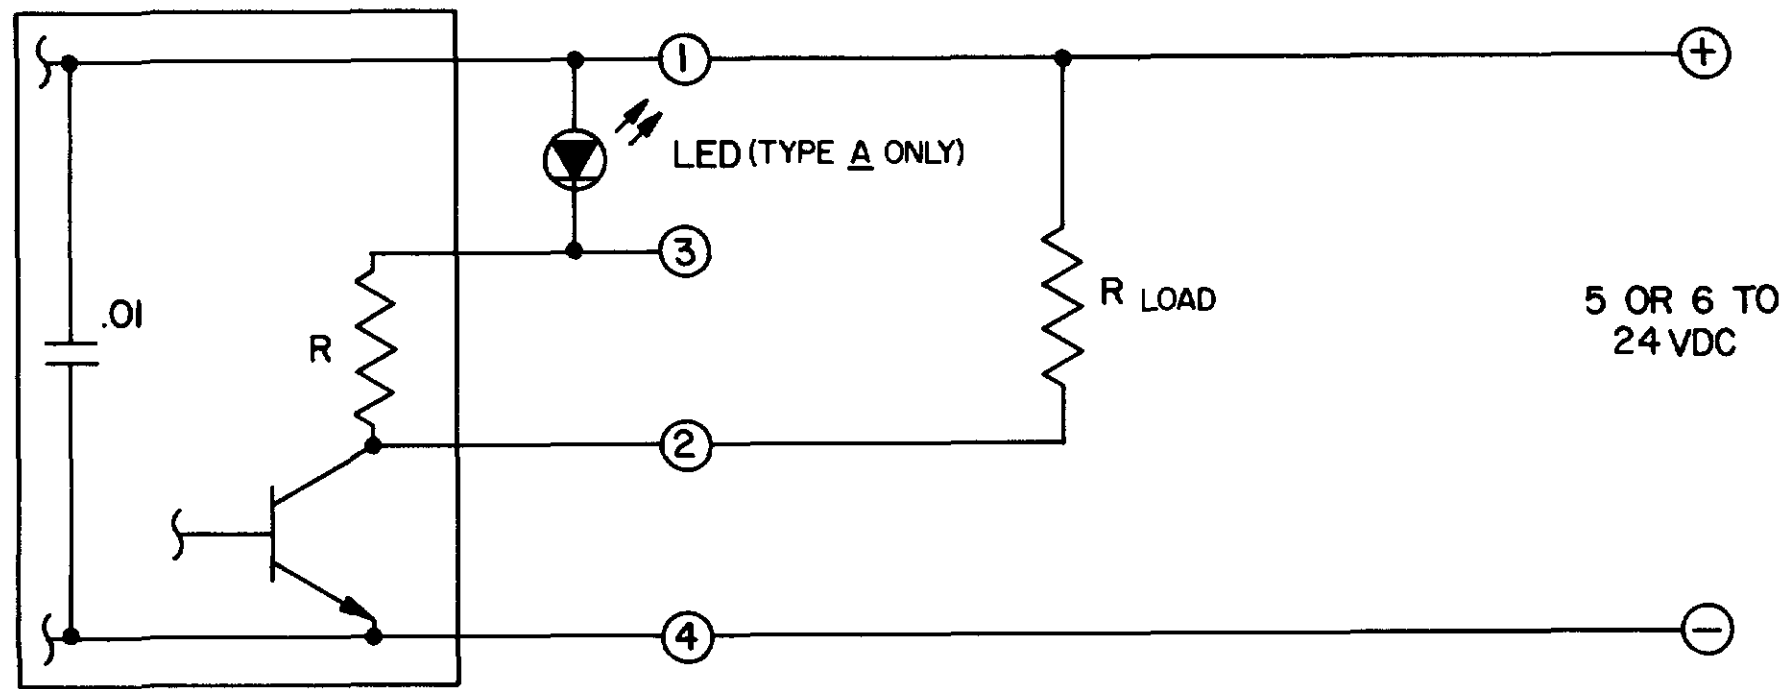 1
+
LED (TYPE A ONLY)
3
.01
R
R LOAD
5 OR 6 TO
24 VDC
2
4
−